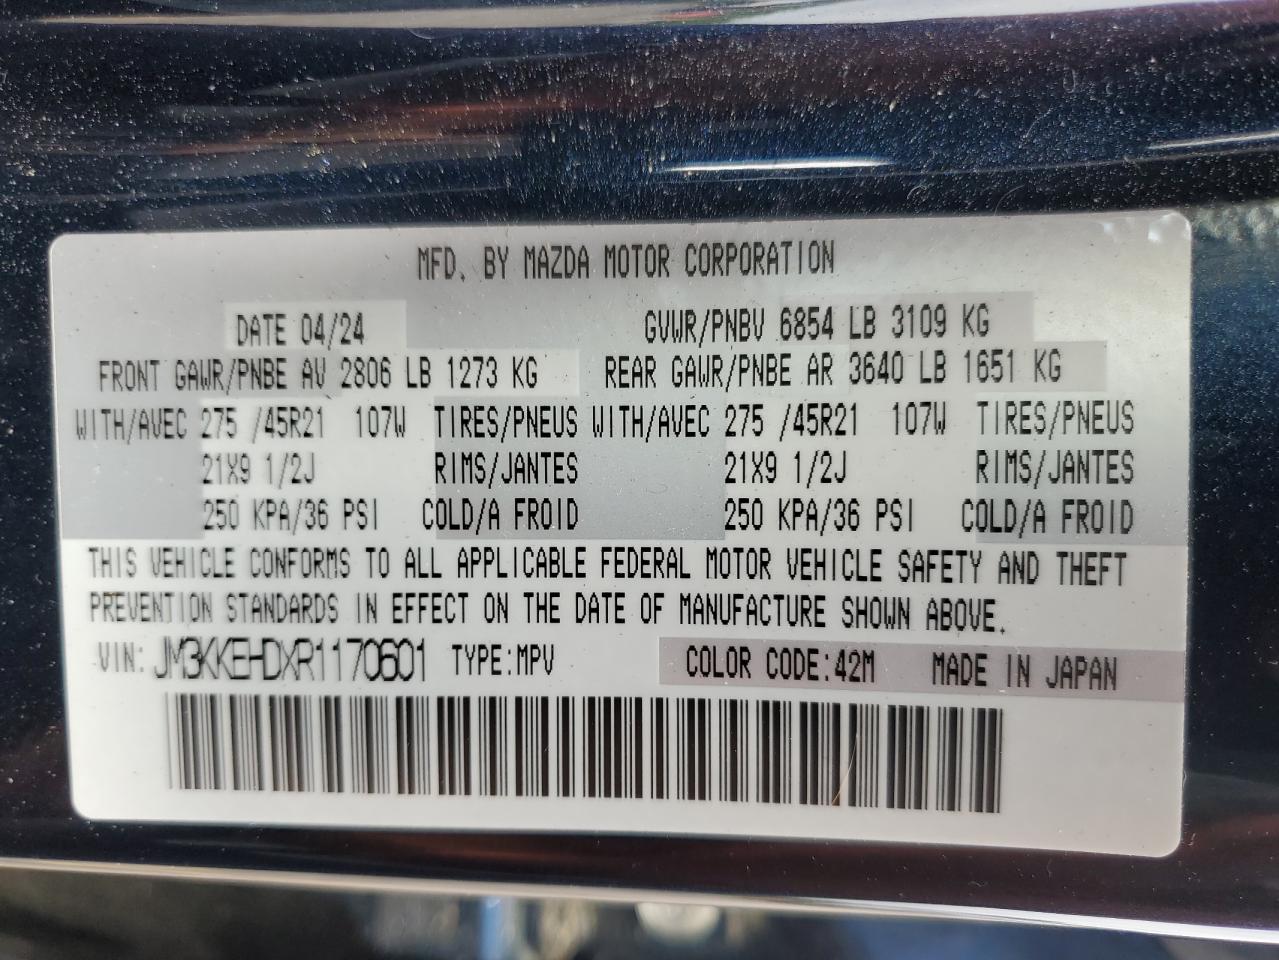 MFD. BY MAZDA MOTOR CORPORATION
DATE 04/24 GVWR/PNBV 6854 LB 3109 KG
FRONT GAWR/PNBE AV 2806 LB 1273 KG REAR GAWR/PNBE AR 3640 LB 1651 KG
WITH/AVEC 275 /45R21 107W TIRES/PNEUS WITH/AVEC 275 /45R21 107W TIRES/PNEUS
21X9 1/2J RIMS/JANTES 21X9 1/2J RIMS/JANTES
250 KPA/36 PSI COLD/A FROID 250 KPA/36 PSI COLD/A FROID
THIS VEHICLE CONFORMS TO ALL APPLICABLE FEDERAL MOTOR VEHICLE SAFETY AND THEFT
PREVENTION STANDARDS IN EFFECT ON THE DATE OF MANUFACTURE SHOWN ABOVE.
VIN: JM3KKEHDXR1170601 TYPE:MPV COLOR CODE:42M MADE IN JAPAN